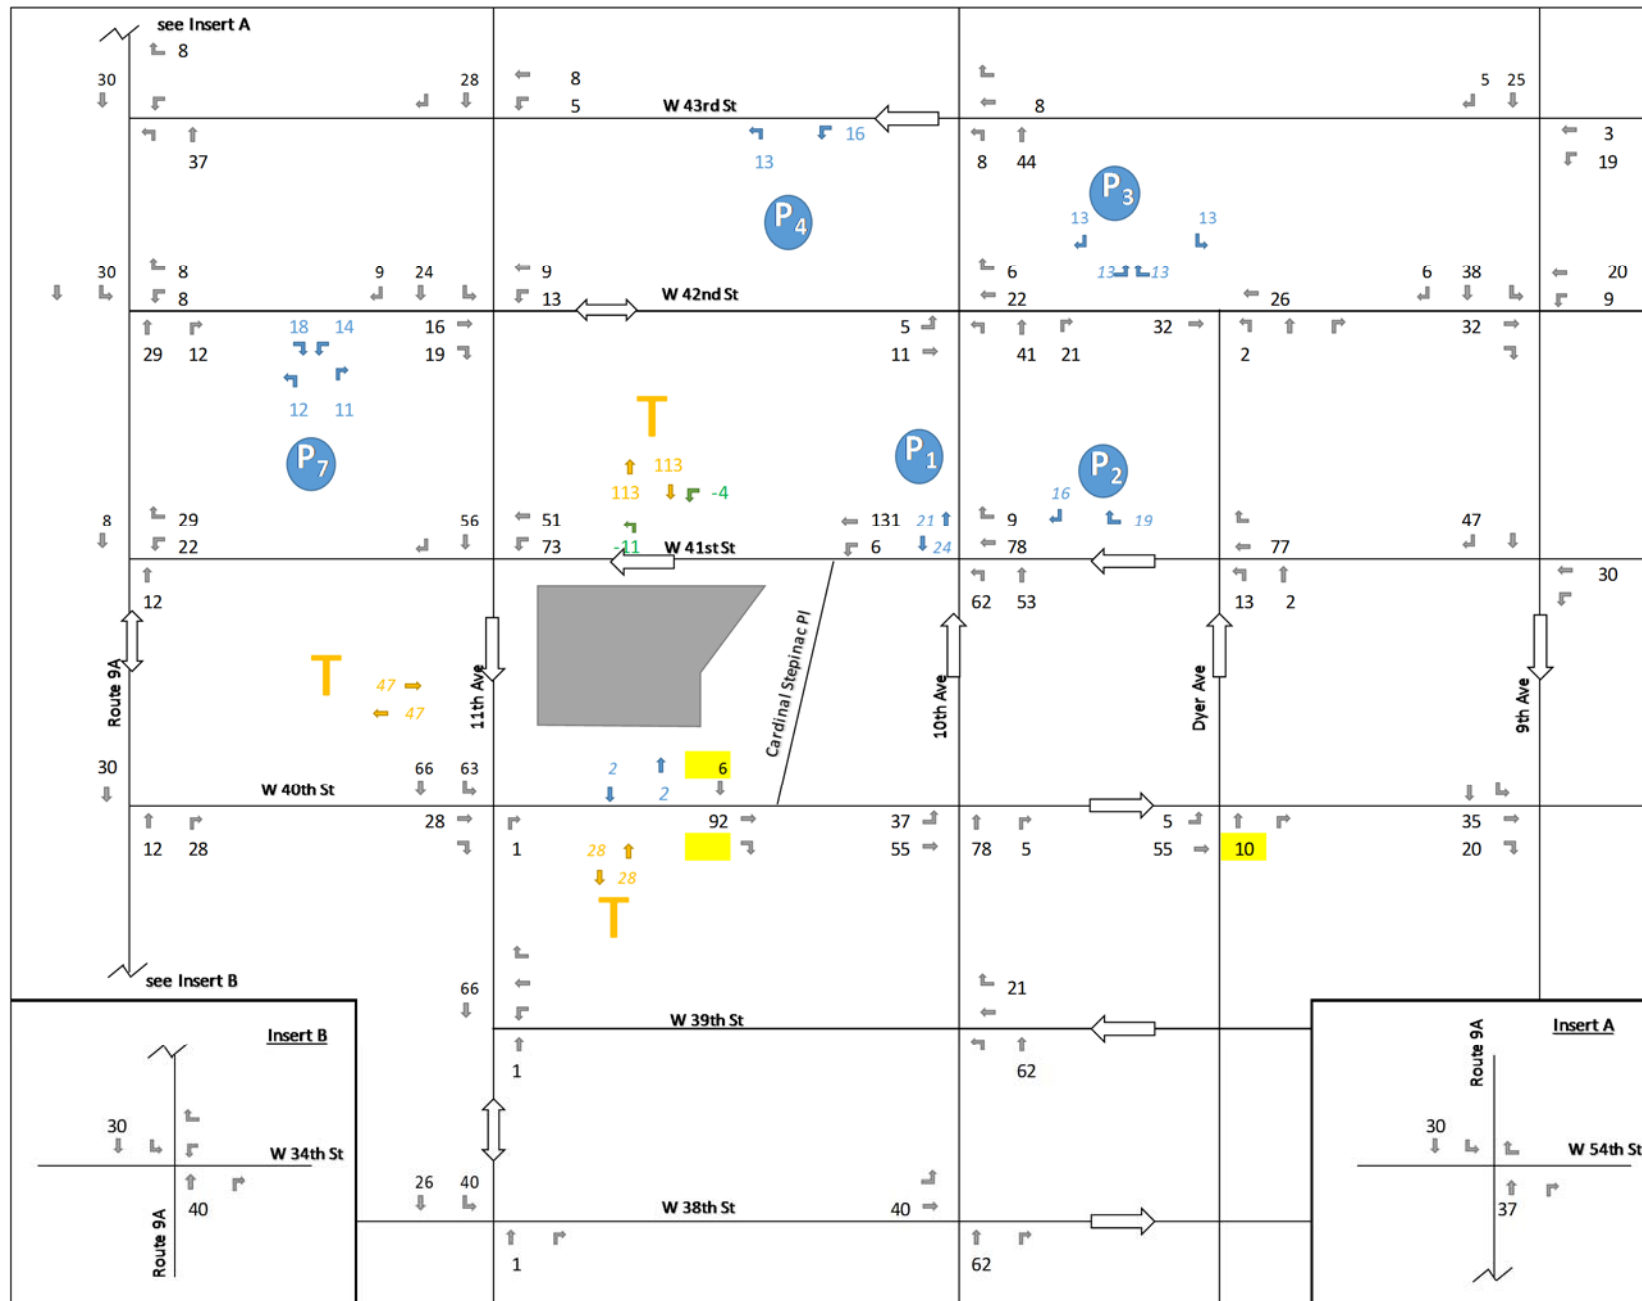 see Insert A
8
30 28 8 5 25
5 W 43rd St 8
37 13 16 8 44 3
19
P3
P4
13 13
30 8 9 24 9 6 13 13 6 38 20
8 13 W 42nd St 22 26 9
18 14 16 5 32 32
29 12 19 11 41 21 2
12 11
T
P7 P1 P2
113
113 -4 16
8 29 56 51 131 21 9 19 47
22 73 -11 W 41st St 6 24 78 77
12 62 53 13 2 30
Cardinal Stepinac Pl
T
Route 9A
47
47
11th Ave
10th Ave
Dyer Ave
9th Ave
30 66 63 2 6
W 40th St 2
28 92 37 5 35
12 28 1 28 55 78 5 55 10 20
28
T
see Insert B
66 21
W 39th St
1 62
26 40
W 38th St 40
1 62
Insert B
30
W 34th St
40
Route 9A
Insert A
Route 9A
30
W 54th St
37